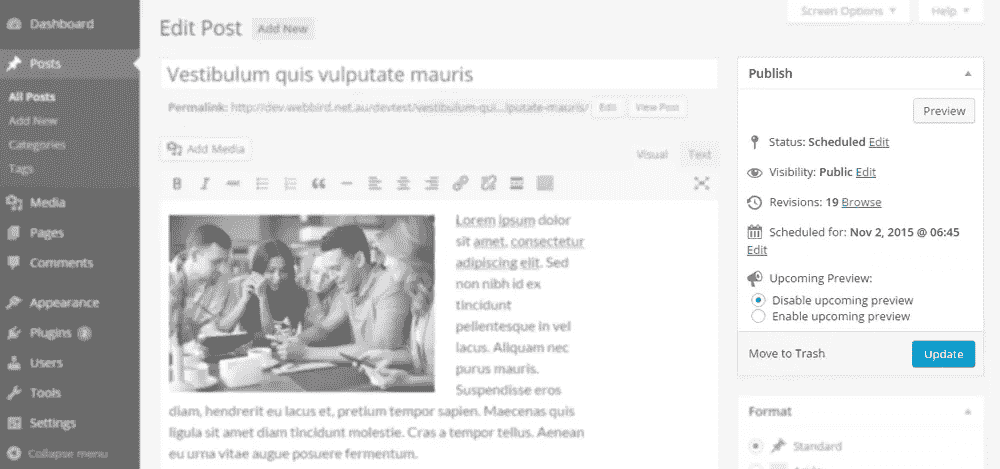 Dashboard
Posts
All Posts
Add New
Categories
Tags
Media
Pages
Comments
Appearance
Plugins
Users
Tools
Settings
Collapse menu
Screen Options
Help
Edit Post Add New
Vestibulum quis vulputate mauris
Permalink: http://dev.webbird.net.au/devtest/vestibulum-qui...lputate-mauris/ Edit View Post
Add Media
Visual Text
Lorem ipsum dolor
sit amet, consectetur
adipiscing elit. Sed
non nibh id ex
tincidunt
pellentesque in vel
lacus. Aliquam nec
purus mauris.
Suspendisse eros
diam, hendrerit eu lacus et, pretium tempor sapien. Maecenas quis
ligula sit amet diam tincidunt molestie. Cras a tempor tellus. Aenean
eu urna vitae augue posuere fermentum.
Publish
Preview
Status: Scheduled Edit
Visibility: Public Edit
Revisions: 19 Browse
Scheduled for: Nov 2, 2015 @ 06:45
Edit
Upcoming Preview:
Disable upcoming preview
Enable upcoming preview
Move to Trash Update
Format
Standard